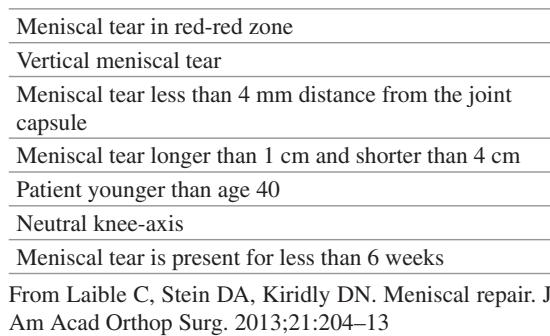 Meniscal tear in red-red zone
Vertical meniscal tear
Meniscal tear less than 4 mm distance from the joint
capsule
Meniscal tear longer than 1 cm and shorter than 4 cm
Patient younger than age 40
Neutral knee-axis
Meniscal tear is present for less than 6 weeks
From Laible C, Stein DA, Kiridly DN. Meniscal repair. J
Am Acad Orthop Surg. 2013;21:204–13